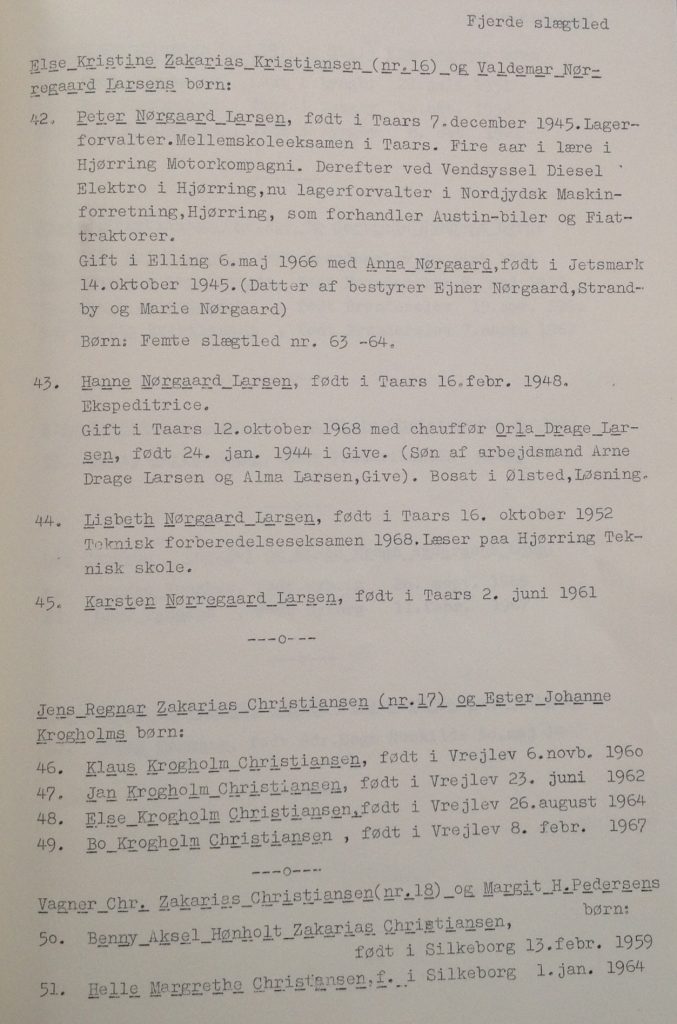 Fjerde slægtled
Else Kristine Zakarias Kristiansen (nr.16) og Valdemar Nør-
regaard Larsens børn:
42. Peter Nørgaard Larsen, født i Taars 7.december 1945.Lager-
forvalter.Mellemskoleeksamen i Taars. Fire aar i lære i
Hjørring Motorkompagni. Derefter ved Vendsyssel Diesel
Elektro i Hjørring,nu lagerforvalter i Nordjydsk Maskin-
forretning,Hjørring, som forhandler Austin-biler og Fiat-
traktorer.
Gift i Elling 6.maj 1966 med Anna Nørgaard,født i Jetsmark
14.oktober 1945.(Datter af bestyrer Ejner Nørgaard,Strand-
by og Marie Nørgaard)
Børn: Femte slægtled nr. 63 -64.
43. Hanne Nørgaard Larsen, født i Taars 16.febr. 1948.
Ekspeditrice.
Gift i Taars 12.oktober 1968 med chauffør Orla Drage Lar-
sen, født 24. jan. 1944 i Give. (Søn af arbejdsmand Arne
Drage Larsen og Alma Larsen,Give). Bosat i Ølsted,Løsning.
44. Lisbeth Nørgaard Larsen, født i Taars 16. oktober 1952
Teknisk forberedelseseksamen 1968.Læser paa Hjørring Tek-
nisk skole.
45. Karsten Nørregaard Larsen, født i Taars 2. juni 1961
---o---
Jens Regnar Zakarias Christiansen (nr.17) og Ester Johanne
Krogholms børn:
46. Klaus Krogholm Christiansen, født i Vrejlev 6.novb. 1960
47. Jan Krogholm Christiansen, født i Vrejlev 23. juni 1962
48. Else Krogholm Christiansen,født i Vrejlev 26.august 1964
49. Bo Krogholm Christiansen , født i Vrejlev 8. febr. 1967
---o---
Vagner Chr. Zakarias Christiansen(nr.18) og Margit H.Pedersens
børn:
50. Benny Aksel Hønholt Zakarias Christiansen,
født i Silkeborg 13.febr. 1959
51. Helle Margrethe Christansen,f. i Silkeborg 1.jan. 1964